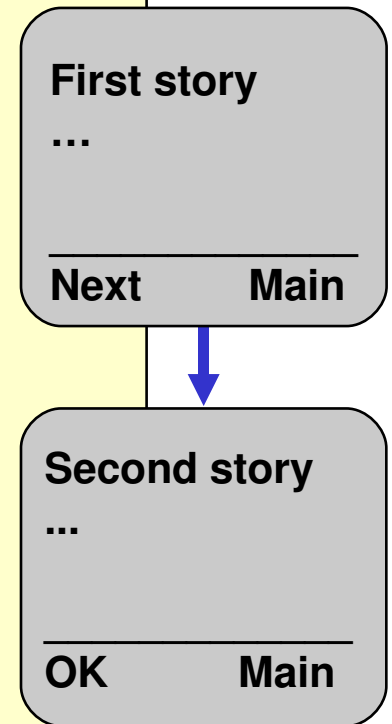 First story
…
Next Main
Second story
...
OK Main